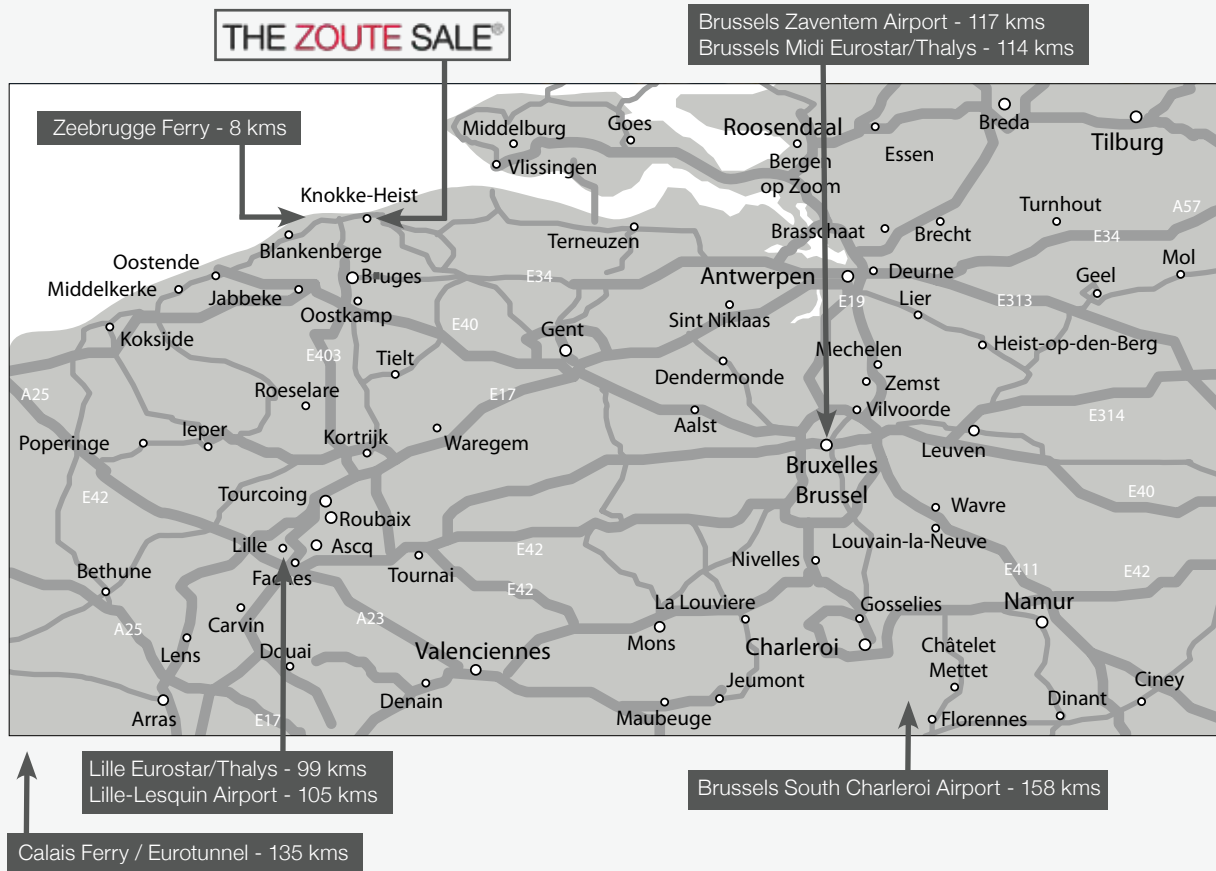 THE ZOUTE SALE®
Brussels Zaventem Airport - 117 kms
Brussels Midi Eurostar/Thalys - 114 kms
Zeebrugge Ferry - 8 kms
Middelburg
Goes
Roosendaal
Breda
Tilburg
Vlissingen
Bergen
op Zoom
Essen
Knokke-Heist
Turnhout
A57
Blankenberge
Terneuzen
Brasschaat
Brecht
E34
Oostende
Bruges
E34
Antwerpen
Deurne
Geel
Mol
Middelkerke
Jabbeke
Oostkamp
E19
Lier
E313
Koksijde
E40
Gent
Sint Niklaas
E403
Tielt
Mechelen
Heist-op-den-Berg
A25
Roeselare
E17
Dendermonde
Zemst
Vilvoorde
E314
Poperinge
Ieper
Kortrijk
Waregem
Aalst
Leuven
Bruxelles
Brussel
E42
Tourcoing
E40
Roubaix
Wavre
Lille
Ascq
E42
Louvain-la-Neuve
Bethune
Faches
Tournai
Nivelles
E411
E42
E42
A25
Carvin
A23
La Louviere
Gosselies
Namur
Lens
Douai
Valenciennes
Mons
Charleroi
Châtelet
Mettet
Denain
Jeumont
Ciney
Arras
E17
Maubeuge
Florennes
Dinant
Lille Eurostar/Thalys - 99 kms
Lille-Lesquin Airport - 105 kms
Brussels South Charleroi Airport - 158 kms
Calais Ferry / Eurotunnel - 135 kms